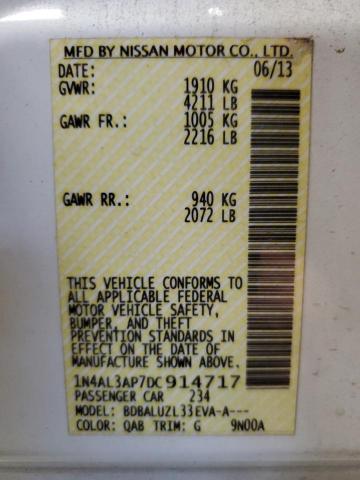 MFD BY NISSAN MOTOR CO., LTD.
DATE: 06/13
GVWR: 1910 KG
4211 LB
GAWR FR.: 1005 KG
2216 LB
GAWR RR.: 940 KG
2072 LB
THIS VEHICLE CONFORMS TO
ALL APPLICABLE FEDERAL
MOTOR VEHICLE SAFETY,
BUMPER, AND THEFT
PREVENTION STANDARDS IN
EFFECT ON THE DATE OF
MANUFACTURE SHOWN ABOVE.
1N4AL3AP7DC914717
PASSENGER CAR 234
MODEL: BDBALUZL33EVA-A---
COLOR: QAB TRIM: G 9N00A